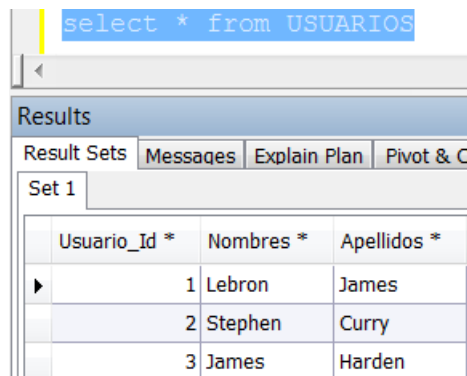 select * from USUARIOS
Results
Result Sets Messages Explain Plan Pivot & C
Set 1
Usuario_Id * Nombres * Apellidos *
1 Lebron James
2 Stephen Curry
3 James Harden